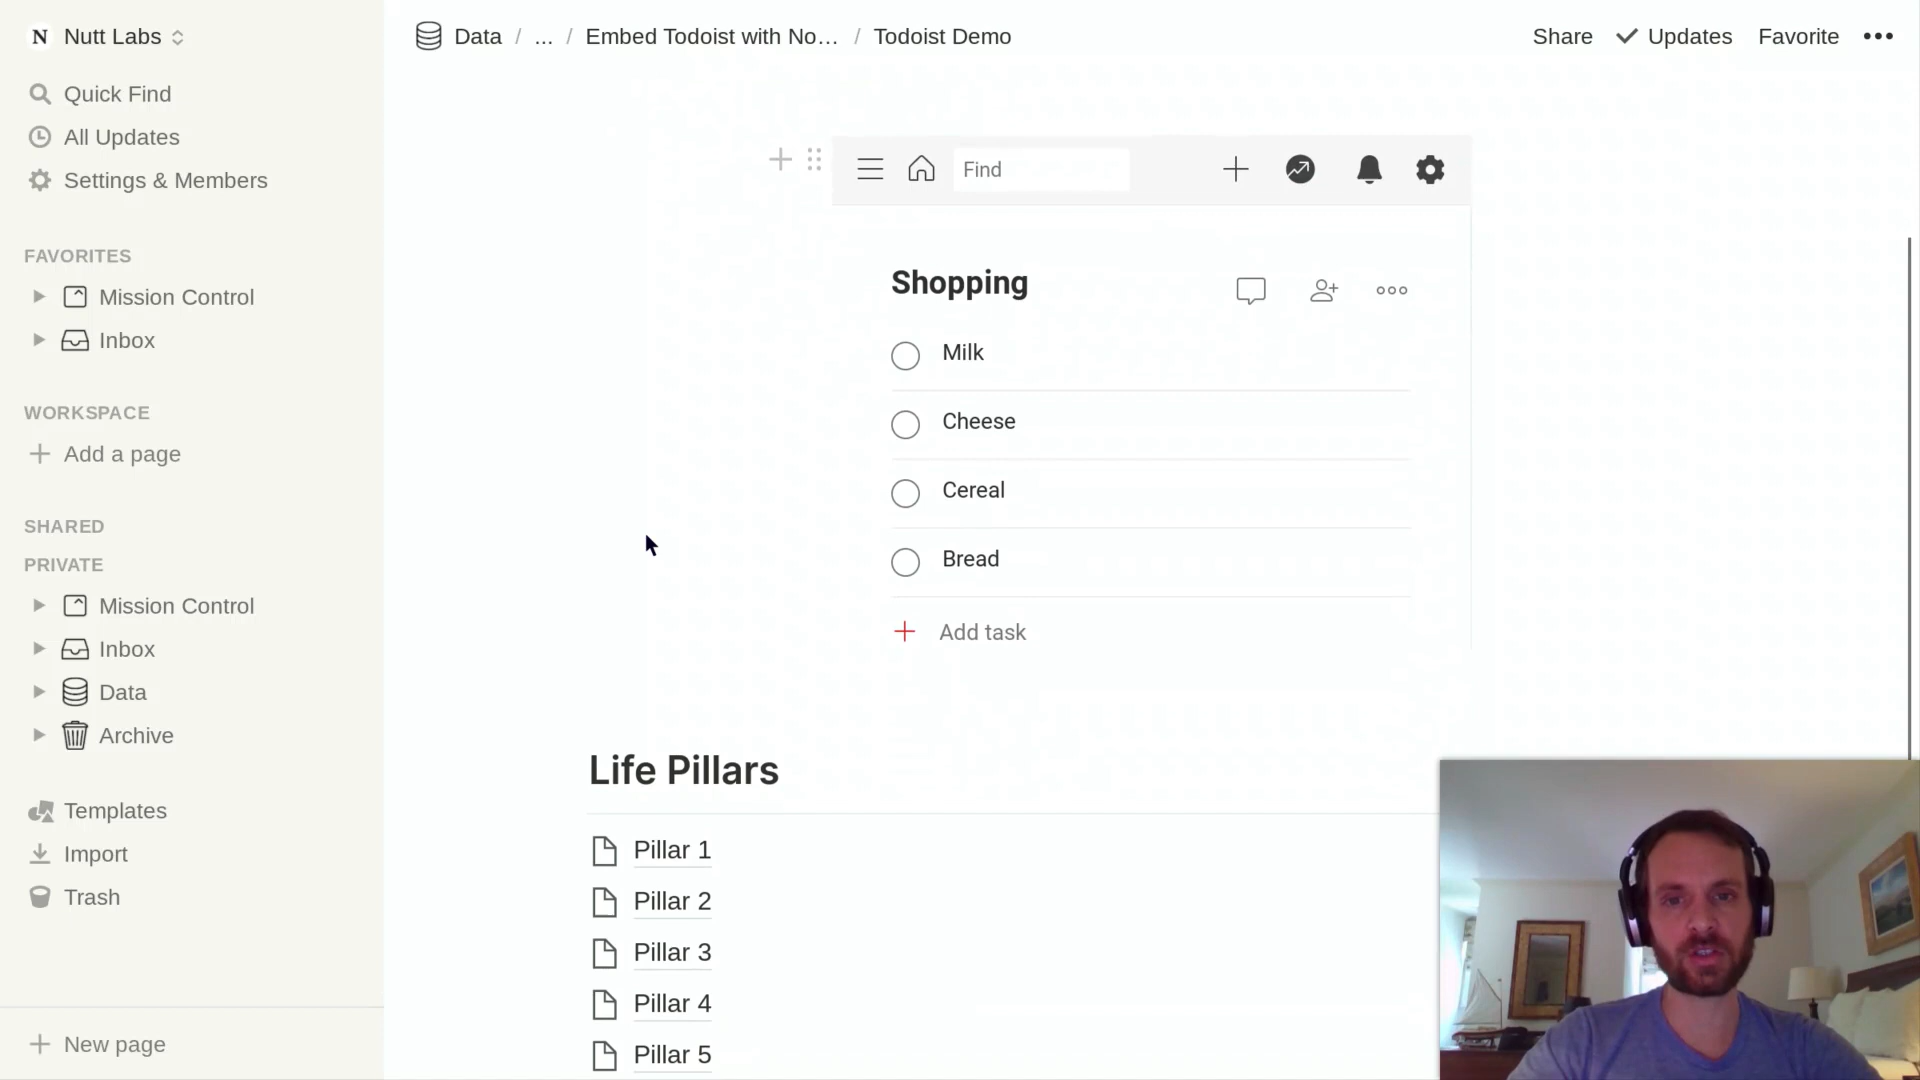 N Nutt Labs
Quick Find
All Updates
Settings & Members
FAVORITES
Mission Control
Inbox
WORKSPACE
Add a page
SHARED
PRIVATE
Mission Control
Inbox
Data
Archive
Templates
Import
Trash
New page
Data / ... / Embed Todoist with No... / Todoist Demo
Share Updates Favorite
Find
Shopping
Milk
Cheese
Cereal
Bread
Add task
Life Pillars
Pillar 1
Pillar 2
Pillar 3
Pillar 4
Pillar 5